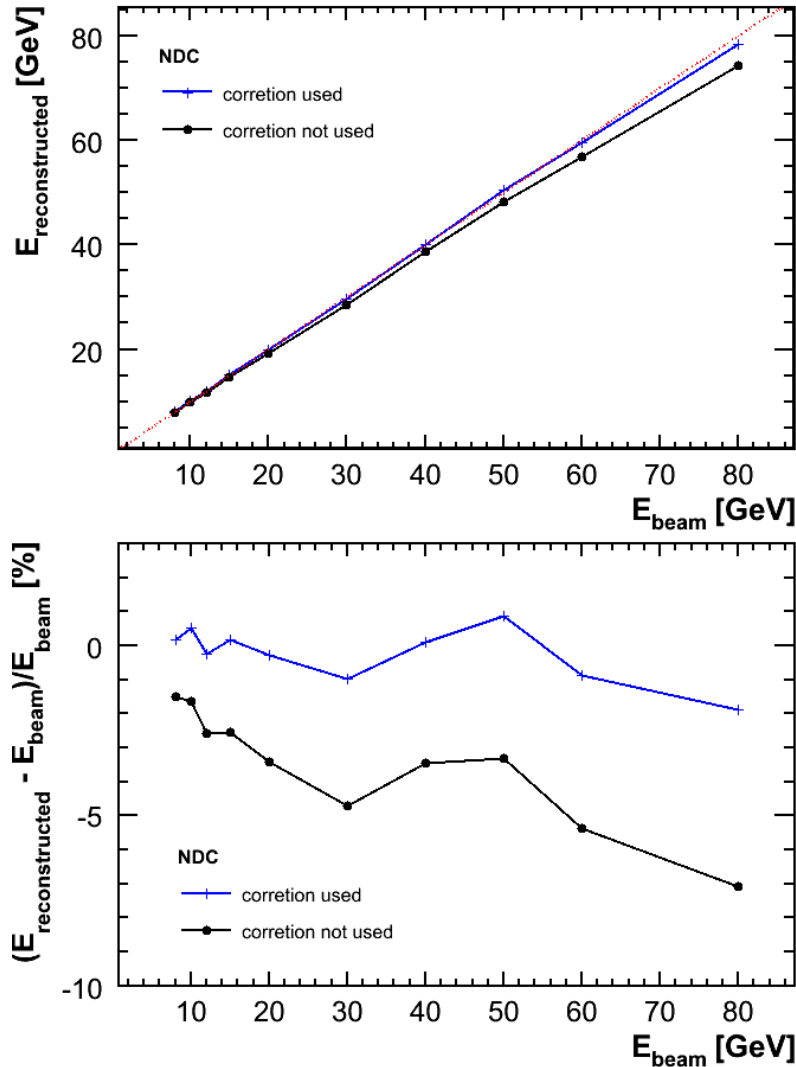 E_reconstructed [GeV]
80
60
40
20
NDC
corretion used
corretion not used
10 20 30 40 50 60 70 80
E_beam [GeV]
(E_reconstructed - E_beam)/E_beam [%]
0
-5
-10
NDC
corretion used
corretion not used
10 20 30 40 50 60 70 80
E_beam [GeV]